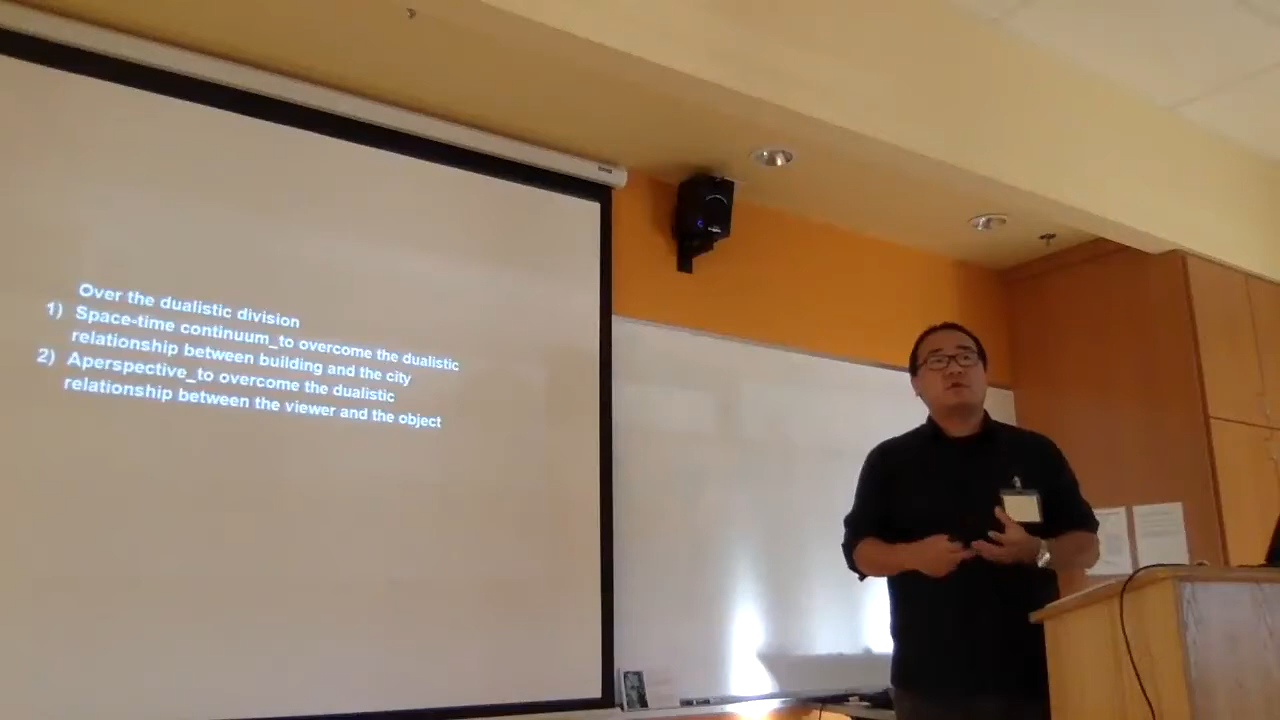 Over the dualistic division
1) Space-time continuum_to overcome the dualistic
relationship between building and the city
2) Aperspective_to overcome the dualistic
relationship between the viewer and the object